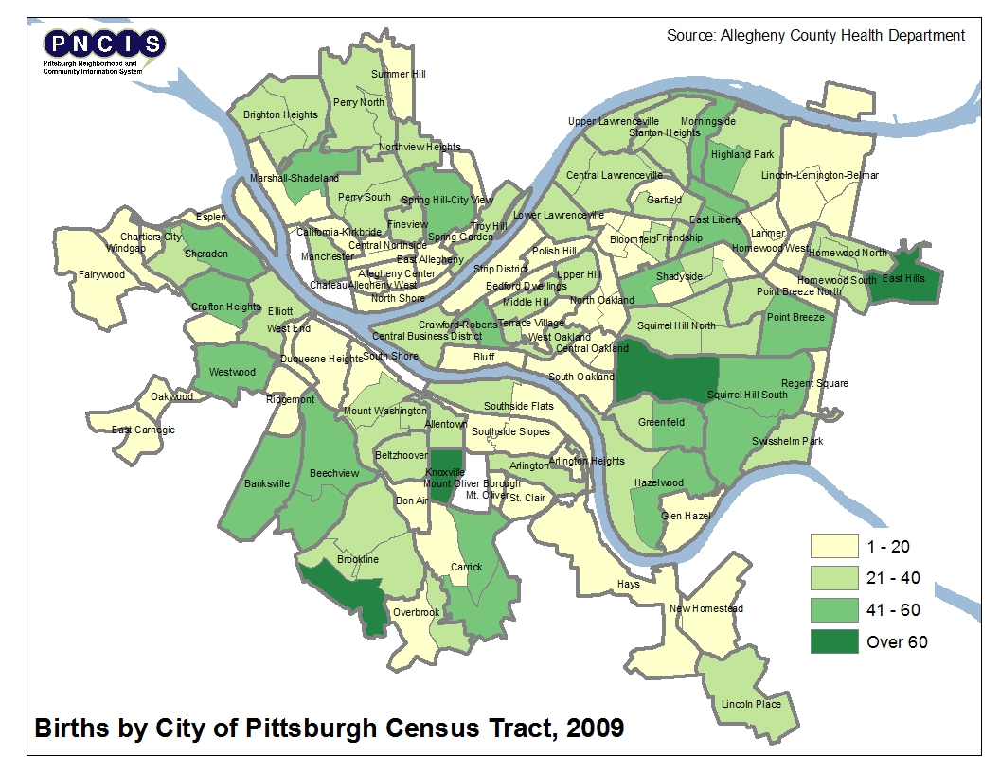 PNCIS
Pittsburgh Neighborhood and
Community Information System
Source: Allegheny County Health Department
Summer Hill
Perry North
Brighton Heights
Upper Lawrenceville
Morningside
Stanton Heights
Northview Heights
Highland Park
Marshall-Shadeland
Central Lawrenceville
Lincoln-Lemington-Belmar
Perry South
Spring Hill-City View
Garfield
Esplen
Fineview
Troy Hill
Lower Lawrenceville
East Liberty
California-Kirkbride
Larimer
Chartiers City
Spring Garden
Bloomfield
Friendship
Windgap
Central Northside
Homewood West
Sheraden
Manchester
East Allegheny
Polish Hill
Homewood North
Fairywood
Allegheny Center
Strip District
Upper Hill
Shadyside
Chateau
Allegheny West
Bedford Dwellings
Homewood South
East Hills
North Shore
Middle Hill
North Oakland
Point Breeze North
Crafton Heights
Elliott
Crawford-Roberts
Terrace Village
Squirrel Hill North
Point Breeze
West End
Central Business District
West Oakland
Central Oakland
Duquesne Heights
South Shore
Bluff
Westwood
South Oakland
Regent Square
Oakwood
Ridgemont
Squirrel Hill South
Mount Washington
Southside Flats
Allentown
Greenfield
East Carnegie
Southside Slopes
Swisshelm Park
Beltzhoover
Arlington Heights
Arlington
Beechview
Knoxville
Banksville
Mount Oliver Borough
Hazelwood
Mt. Oliver
St. Clair
Bon Air
Glen Hazel
Brookline
Carrick
Hays
Overbrook
New Homestead
Lincoln Place
1 - 20
21 - 40
41 - 60
Over 60
Births by City of Pittsburgh Census Tract, 2009